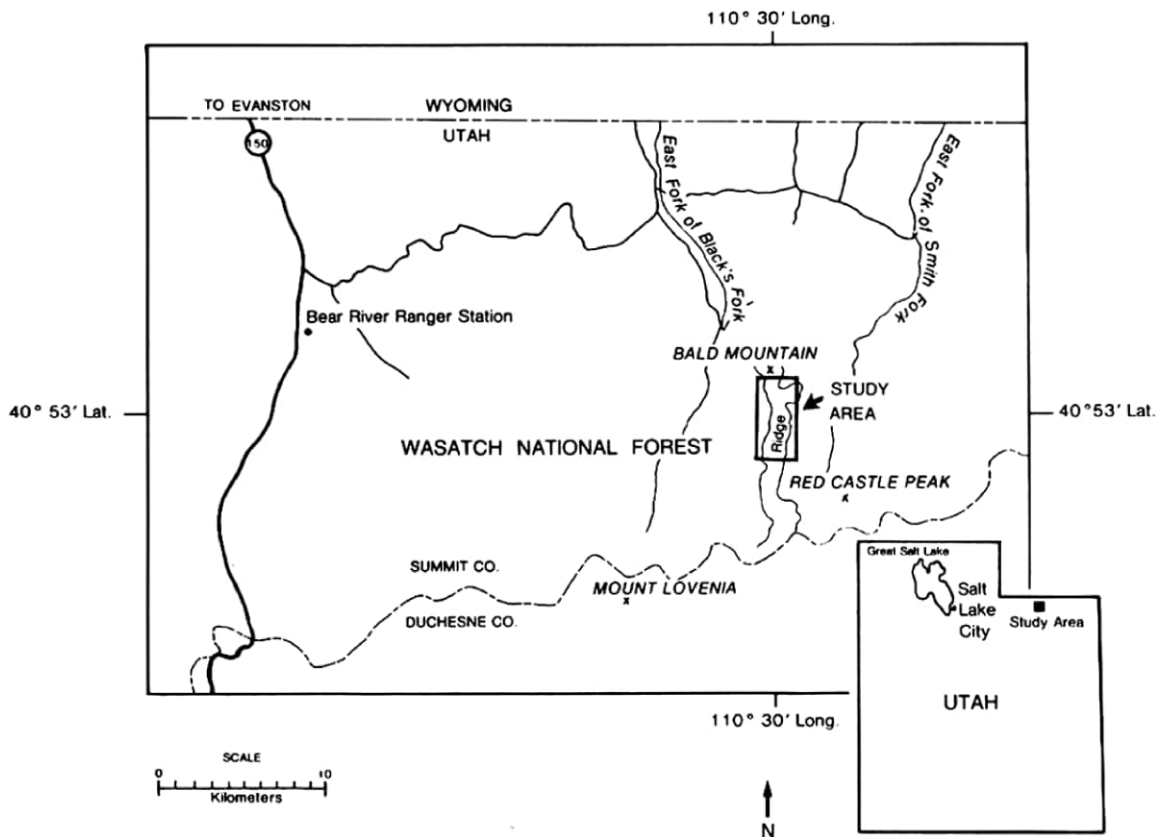 110° 30′ Long.
TO EVANSTON
WYOMING
UTAH
150
East Fork of Black's Fork
East Fork of Smith Fork
Bear River Ranger Station
BALD MOUNTAIN
x
STUDY
AREA
40° 53′ Lat.
40° 53′ Lat.
Ridge
WASATCH NATIONAL FOREST
RED CASTLE PEAK
x
SUMMIT CO.
MOUNT LOVENIA
x
DUCHESNE CO.
Great Salt Lake
Salt
Lake
City
Study Area
UTAH
110° 30′ Long.
SCALE
0 10
Kilometers
N